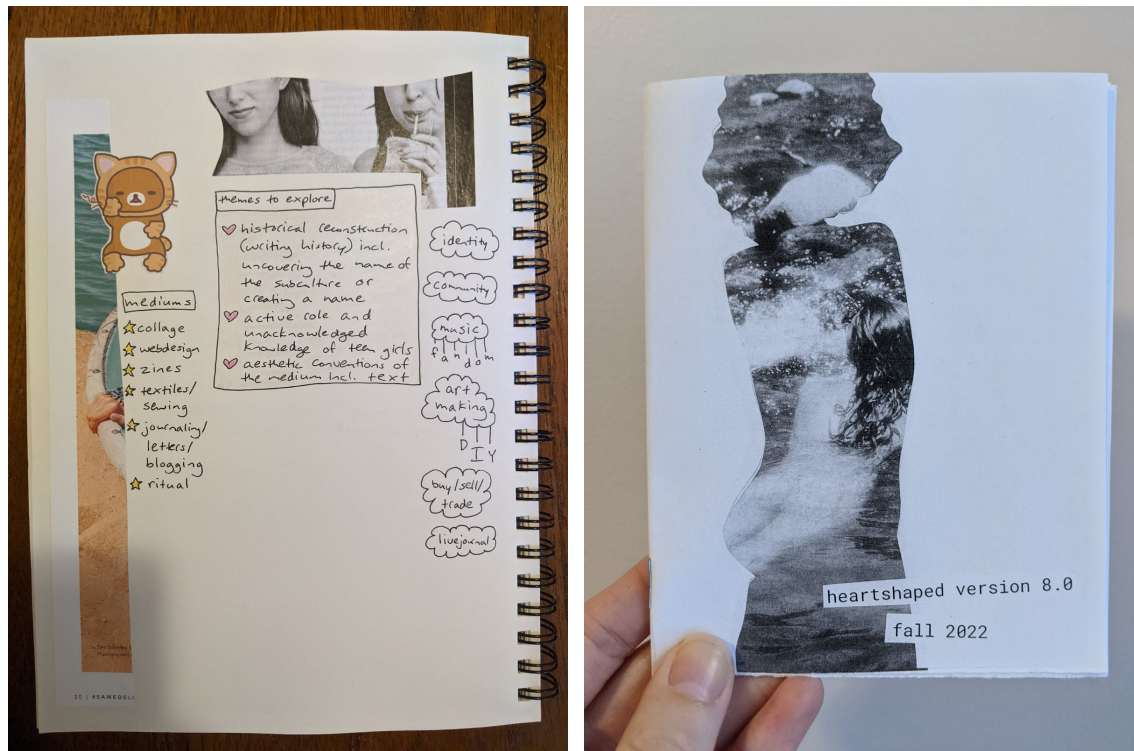 themes to explore
historical reconstruction
(writing history) incl.
uncovering the name of
the subculture or
creating a name
active role and
unacknowledged
knowledge of teen girls
aesthetic conventions of
the medium incl. text
mediums
collage
webdesign
zines
textiles/
sewing
journaling/
letters/
blogging
ritual
identity
community
music
fandom
art
making
DIY
buy/sell/
trade
livejournal
20 | #SAMEDEL
heartshaped version 8.0
fall 2022